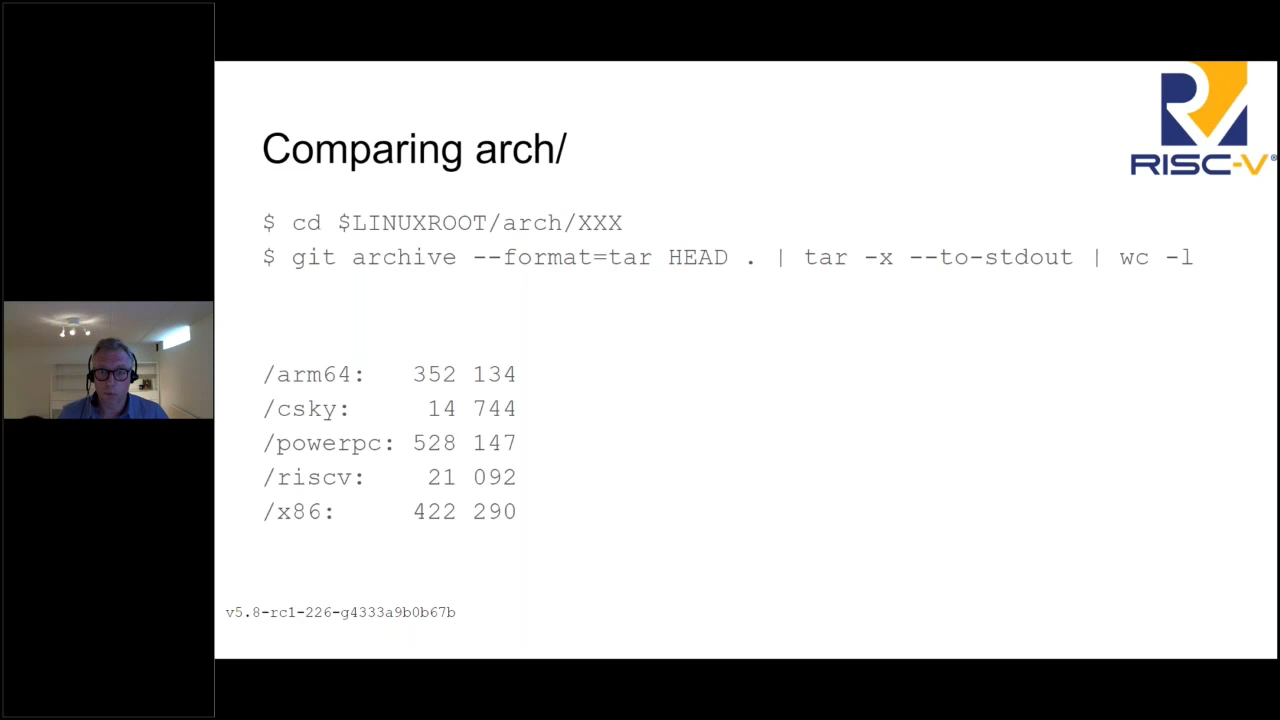 RISC-V®
Comparing arch/
$ cd $LINUXROOT/arch/XXX
$ git archive --format=tar HEAD . | tar -x --to-stdout | wc -l
/arm64: 352 134
/csky: 14 744
/powerpc: 528 147
/riscv: 21 092
/x86: 422 290
v5.8-rc1-226-g4333a9b0b67b